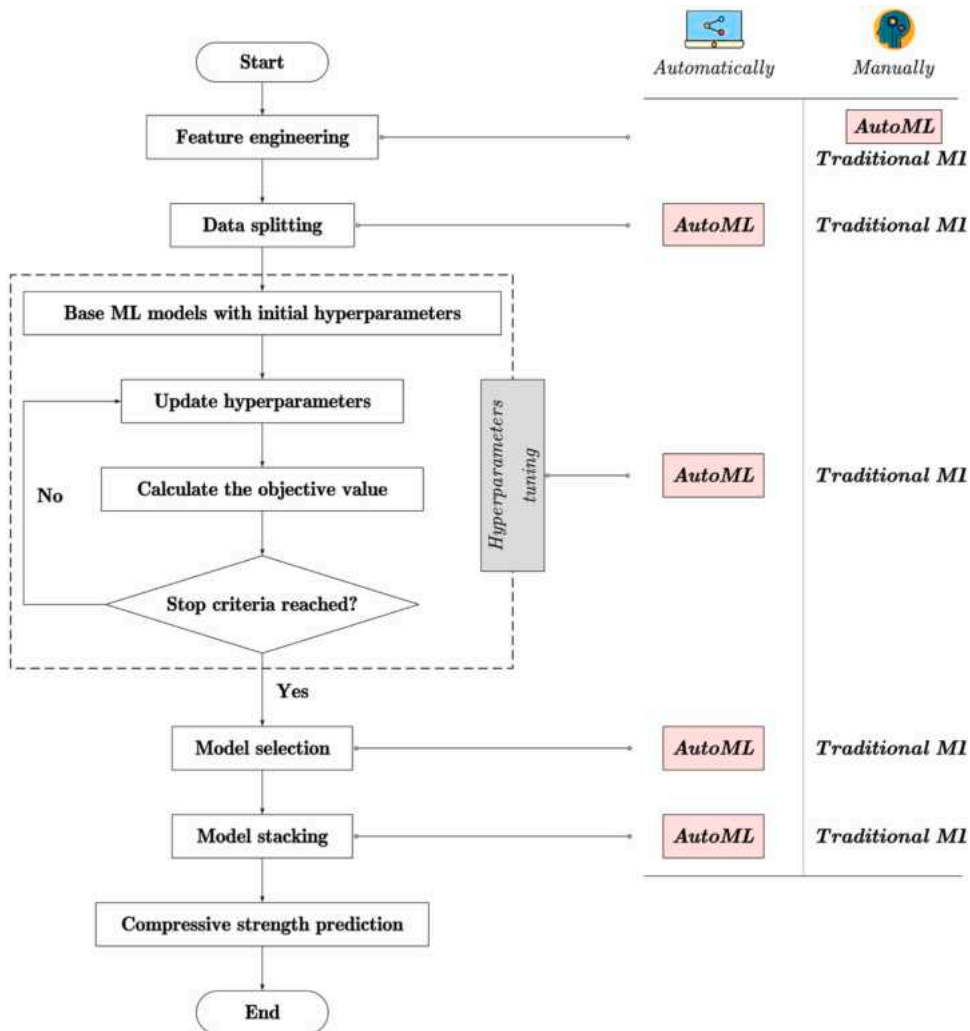 Start
Automatically
Manually
Feature engineering
AutoML
Traditional Ml
Data splitting
AutoML
Traditional Ml
Base ML models with initial hyperparameters
Update hyperparameters
No
Calculate the objective value
Stop criteria reached?
Hyperparameters
tuning
AutoML
Traditional Ml
Yes
Model selection
AutoML
Traditional Ml
Model stacking
AutoML
Traditional Ml
Compressive strength prediction
End